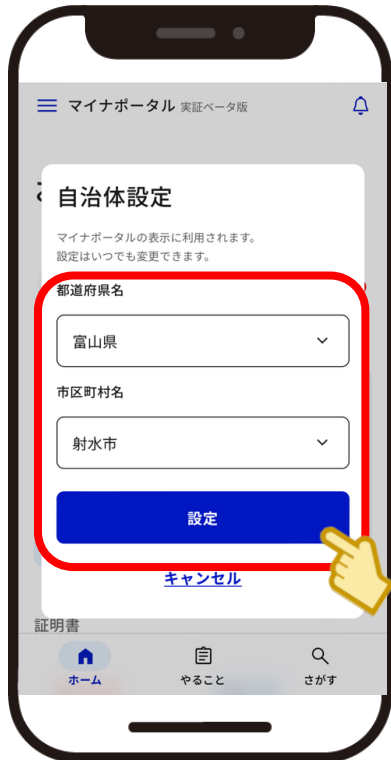 マイナポータル 実証ベータ版
自治体設定
マイナポータルの表示に利用されます。
設定はいつでも変更できます。
都道府県名
富山県
市区町村名
射水市
設定
キャンセル
証明書
ホーム
やること
さがす